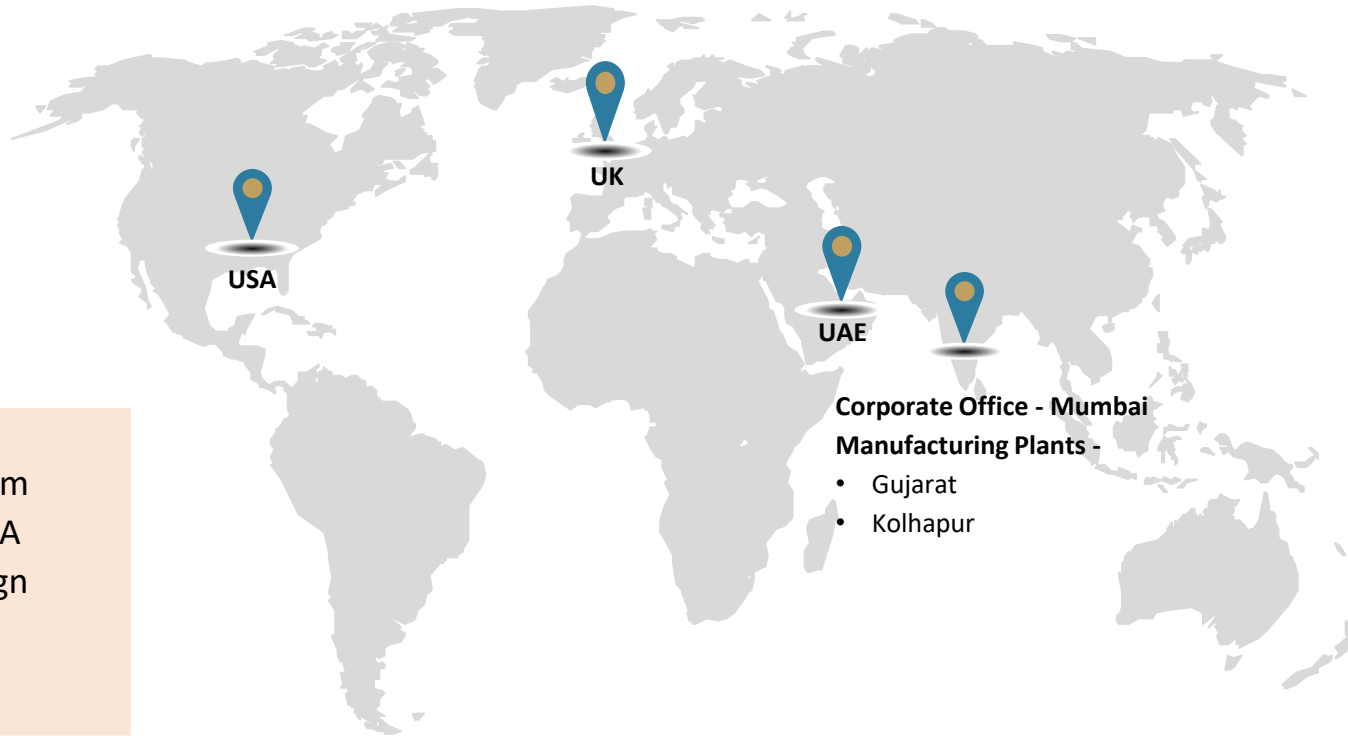 UK
USA
UAE
Corporate Office - Mumbai
Manufacturing Plants -
• Gujarat
• Kolhapur